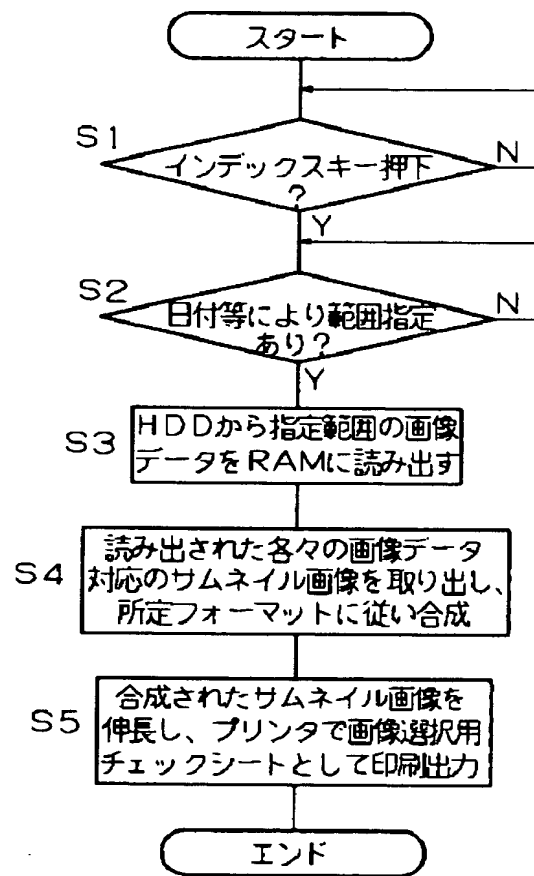 スタート
S1
インデックスキー押下
?
N
Y
S2
日付等により範囲指定
あり?
N
Y
S3
HDDから指定範囲の画像
データをRAMに読み出す
S4
読み出された各々の画像データ
対応のサムネイル画像を取り出し、
所定フォーマットに従い合成
S5
合成されたサムネイル画像を
伸長し、プリンタで画像選択用
チェックシートとして印刷出力
エンド